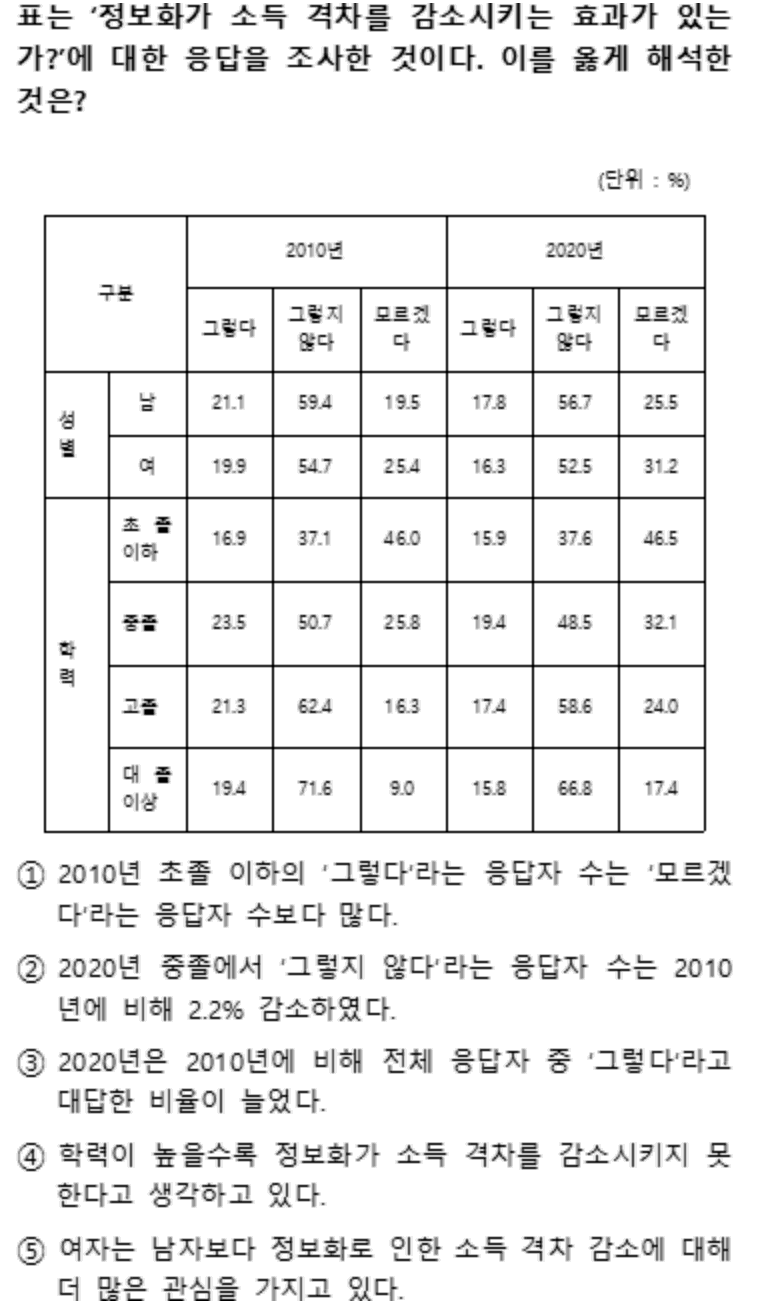 표는 ‘정보화가 소득 격차를 감소시키는 효과가 있는
가?’에 대한 응답을 조사한 것이다. 이를 옳게 해석한
것은?
(단위 : %)
구분 2010년 2020년
그렇다 그렇지 않다 모르겠다 그렇다 그렇지 않다 모르겠다
성별 남 21.1 59.4 19.5 17.8 56.7 25.5
여 19.9 54.7 25.4 16.3 52.5 31.2
학력 초졸 이하 16.9 37.1 46.0 15.9 37.6 46.5
중졸 23.5 50.7 25.8 19.4 48.5 32.1
고졸 21.3 62.4 16.3 17.4 58.6 24.0
대졸 이상 19.4 71.6 9.0 15.8 66.8 17.4
① 2010년 초졸 이하의 ‘그렇다’라는 응답자 수는 ‘모르겠
다’라는 응답자 수보다 많다.
② 2020년 중졸에서 ‘그렇지 않다’라는 응답자 수는 2010
년에 비해 2.2% 감소하였다.
③ 2020년은 2010년에 비해 전체 응답자 중 ‘그렇다’라고
대답한 비율이 늘었다.
④ 학력이 높을수록 정보화가 소득 격차를 감소시키지 못
한다고 생각하고 있다.
⑤ 여자는 남자보다 정보화로 인한 소득 격차 감소에 대해
더 많은 관심을 가지고 있다.